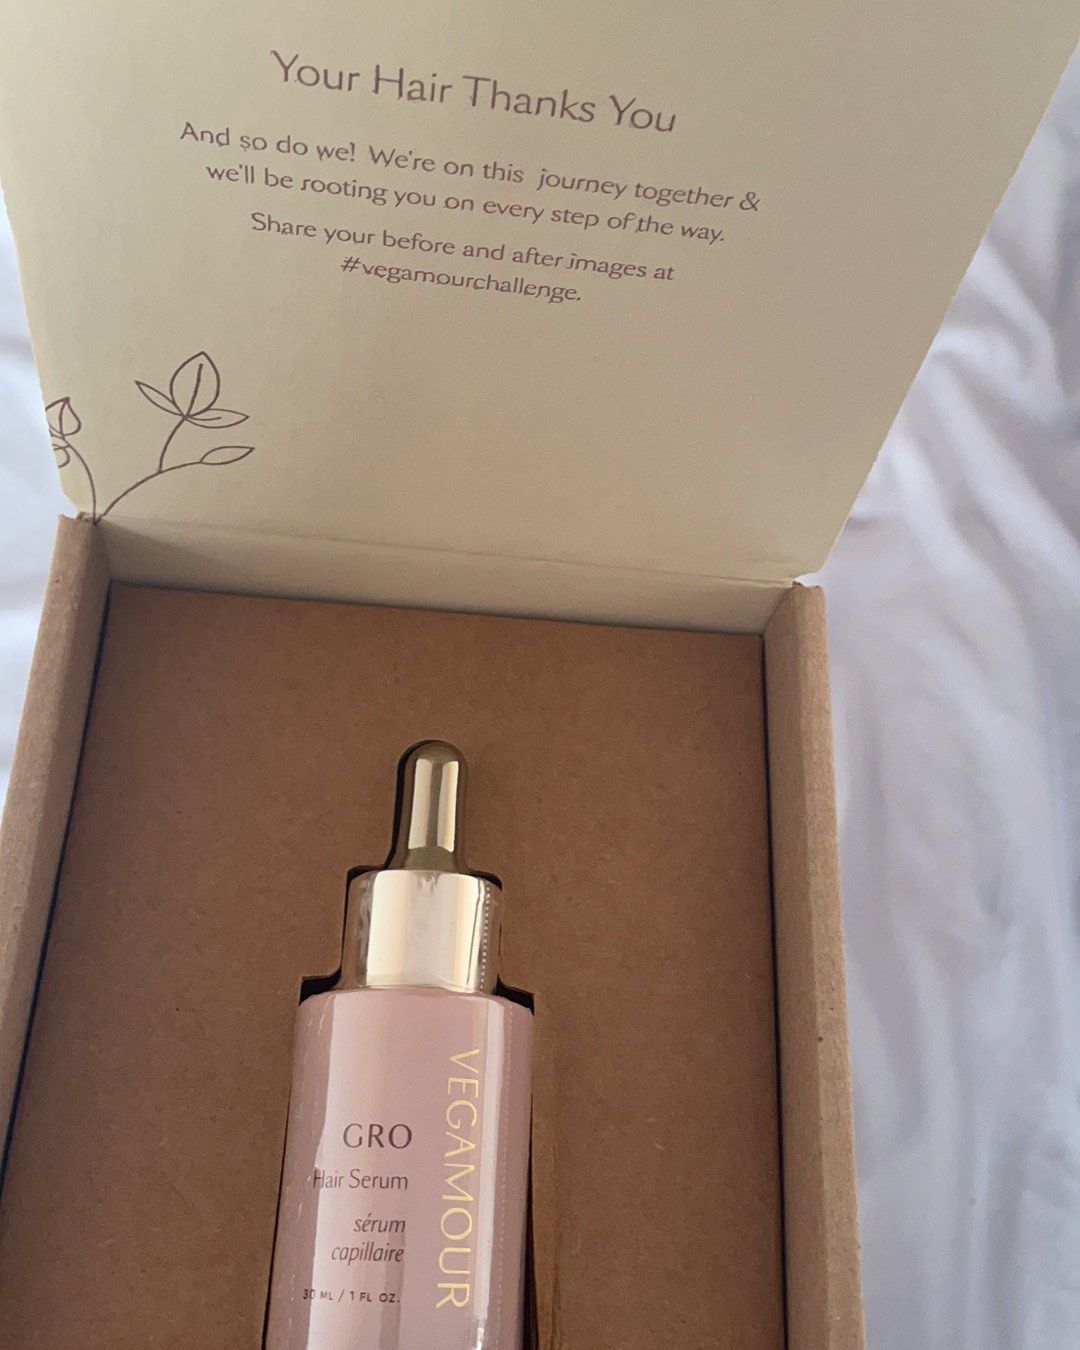 Your Hair Thanks You
And so do we! We're on this journey together &
we'll be rooting you on every step of the way.
Share your before and after images at
#vegamourchallenge.
VEGAMOUR
GRO
Hair Serum
sérum
capillaire
30 ML / 1 FL OZ.